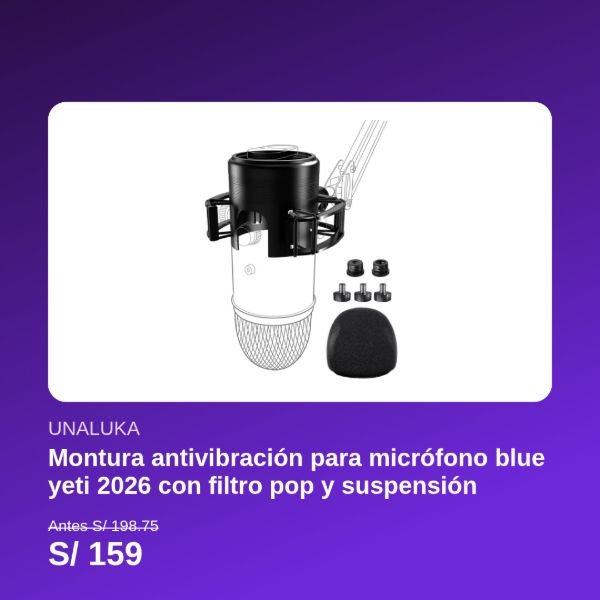 UNALUKA
Montura antivibración para micrófono blue
yeti 2026 con filtro pop y suspensión
Antes S/ 198.75
S/ 159